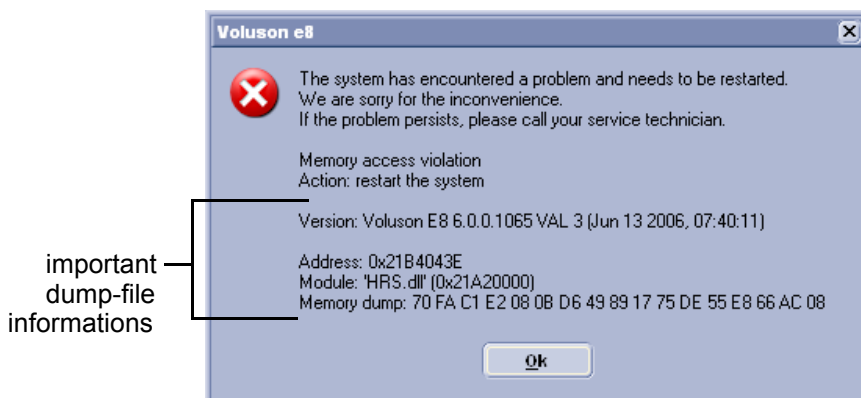 Voluson e8
The system has encountered a problem and needs to be restarted.
We are sorry for the inconvenience.
If the problem persists, please call your service technician.
Memory access violation
Action: restart the system
Version: Voluson E8 6.0.0.1065 VAL 3 (Jun 13 2006, 07:40:11)
Address: 0x21B4043E
Module: 'HRS.dll' (0x21A20000)
Memory dump: 70 FA C1 E2 08 0B D6 49 89 17 75 DE 55 E8 66 AC 08
Ok
important
dump-file
informations